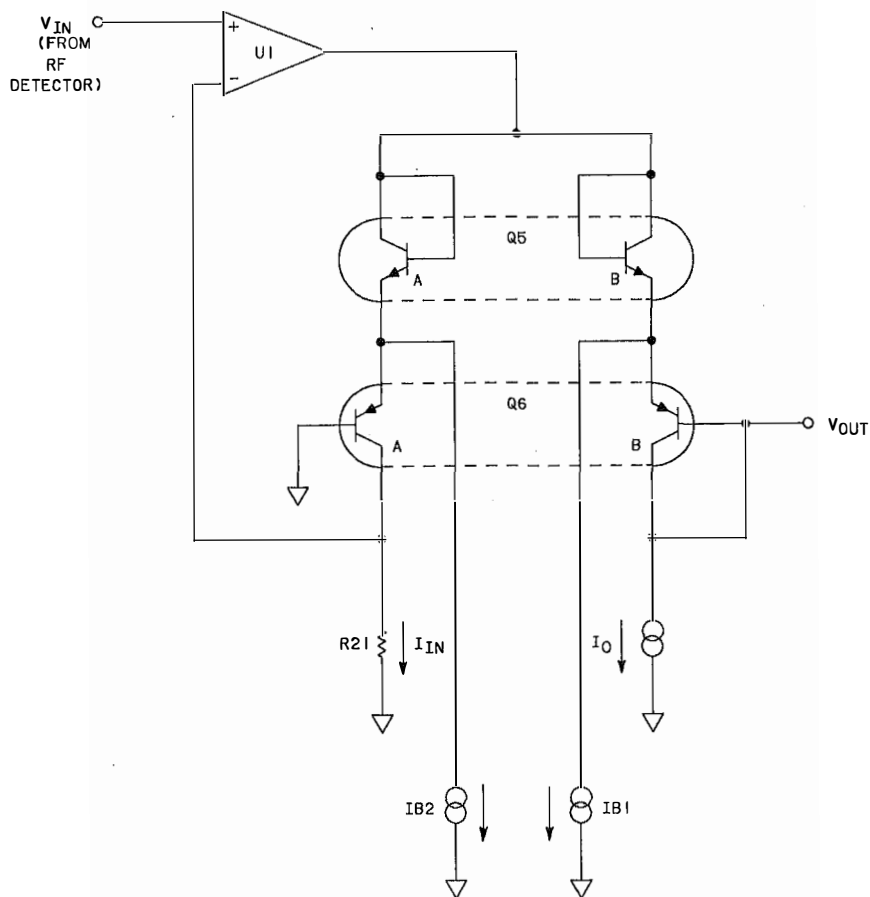 VIN
(FROM
RF
DETECTOR)
+
-
U1
Q5
A
B
Q6
A
B
VOUT
R21
IIN
IO
IB2
IB1